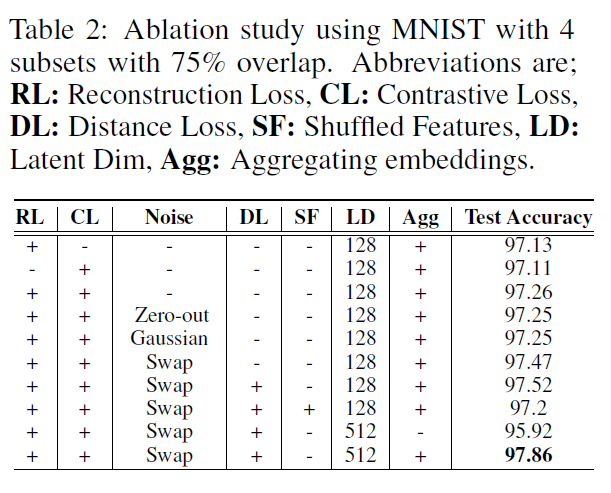 Table 2: Ablation study using MNIST with 4
subsets with 75% overlap. Abbreviations are;
RL: Reconstruction Loss, CL: Contrastive Loss,
DL: Distance Loss, SF: Shuffled Features, LD:
Latent Dim, Agg: Aggregating embeddings.
RL CL Noise DL SF LD Agg Test Accuracy
+ - - - - 128 + 97.13
- + - - - 128 + 97.11
+ + - - - 128 + 97.26
+ + Zero-out - - 128 + 97.25
+ + Gaussian - - 128 + 97.25
+ + Swap - - 128 + 97.47
+ + Swap + - 128 + 97.52
+ + Swap + + 128 + 97.2
+ + Swap + - 512 - 95.92
+ + Swap + - 512 + 97.86